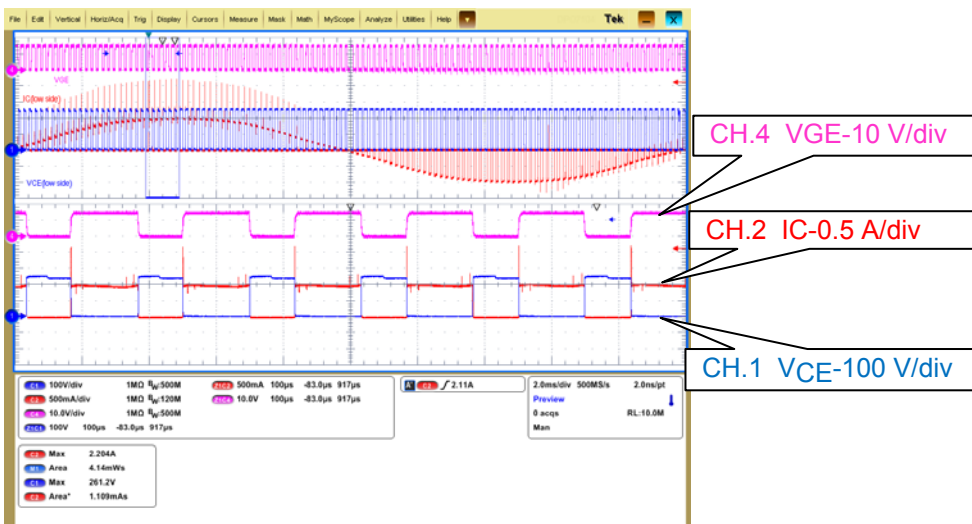 File Edit Vertical Horiz/Acq Trig Display Cursors Measure Mask Math MyScope Analyze Utilities Help Tek X
4
VGE
IC(low side)
1
VCE(low side)
4
1
CH.4 VGE-10 V/div
CH.2 IC-0.5 A/div
CH.1 VCE-100 V/div
C1 100V/div 1MΩ BW:500M
C2 500mA/div 1MΩ BW:120M
C4 10.0V/div 1MΩ BW:500M
Z1C1 100V 100µs -83.0µs 917µs
Z1C2 500mA 100µs -83.0µs 917µs
Z1C4 10.0V 100µs -83.0µs 917µs
A' C2 ∫ 2.11A
2.0ms/div 500MS/s 2.0ns/pt
Preview
0 acqs RL:10.0M
Man
C2 Max 2.204A
M1 Area 4.14mWs
C1 Max 261.2V
C2 Area* 1.109mAs